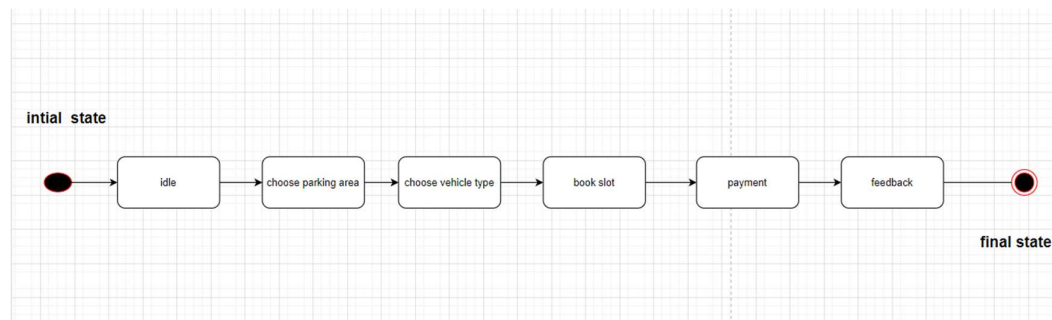 intial state
idle
choose parking area
choose vehicle type
book slot
payment
feedback
final state